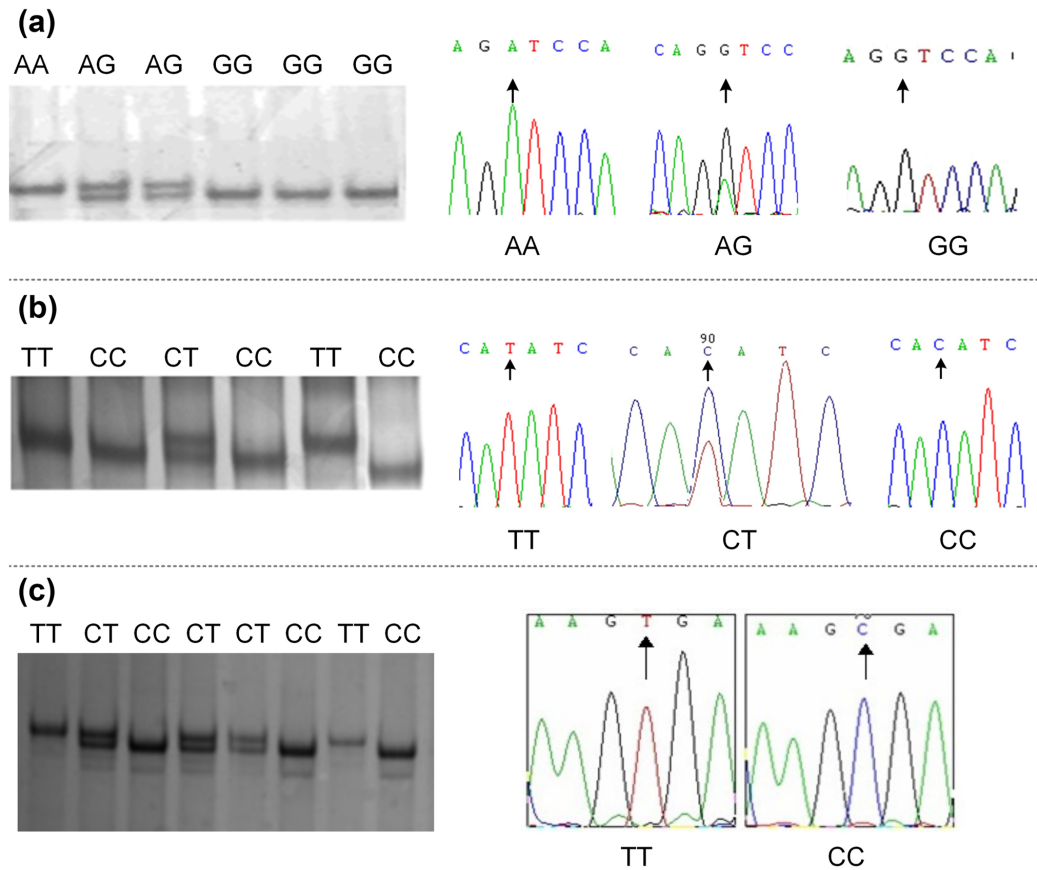 (a)
AA AG AG GG GG GG
A G A T C C A
C A G G T C C
A G G T C C A
AA AG GG
(b)
TT CC CT CC TT CC
C A T A T C
90
C A C A T C
C A C A T C
TT CT CC
(c)
TT CT CC CT CT CC TT CC
A A G T G A
A A G C G A
TT CC